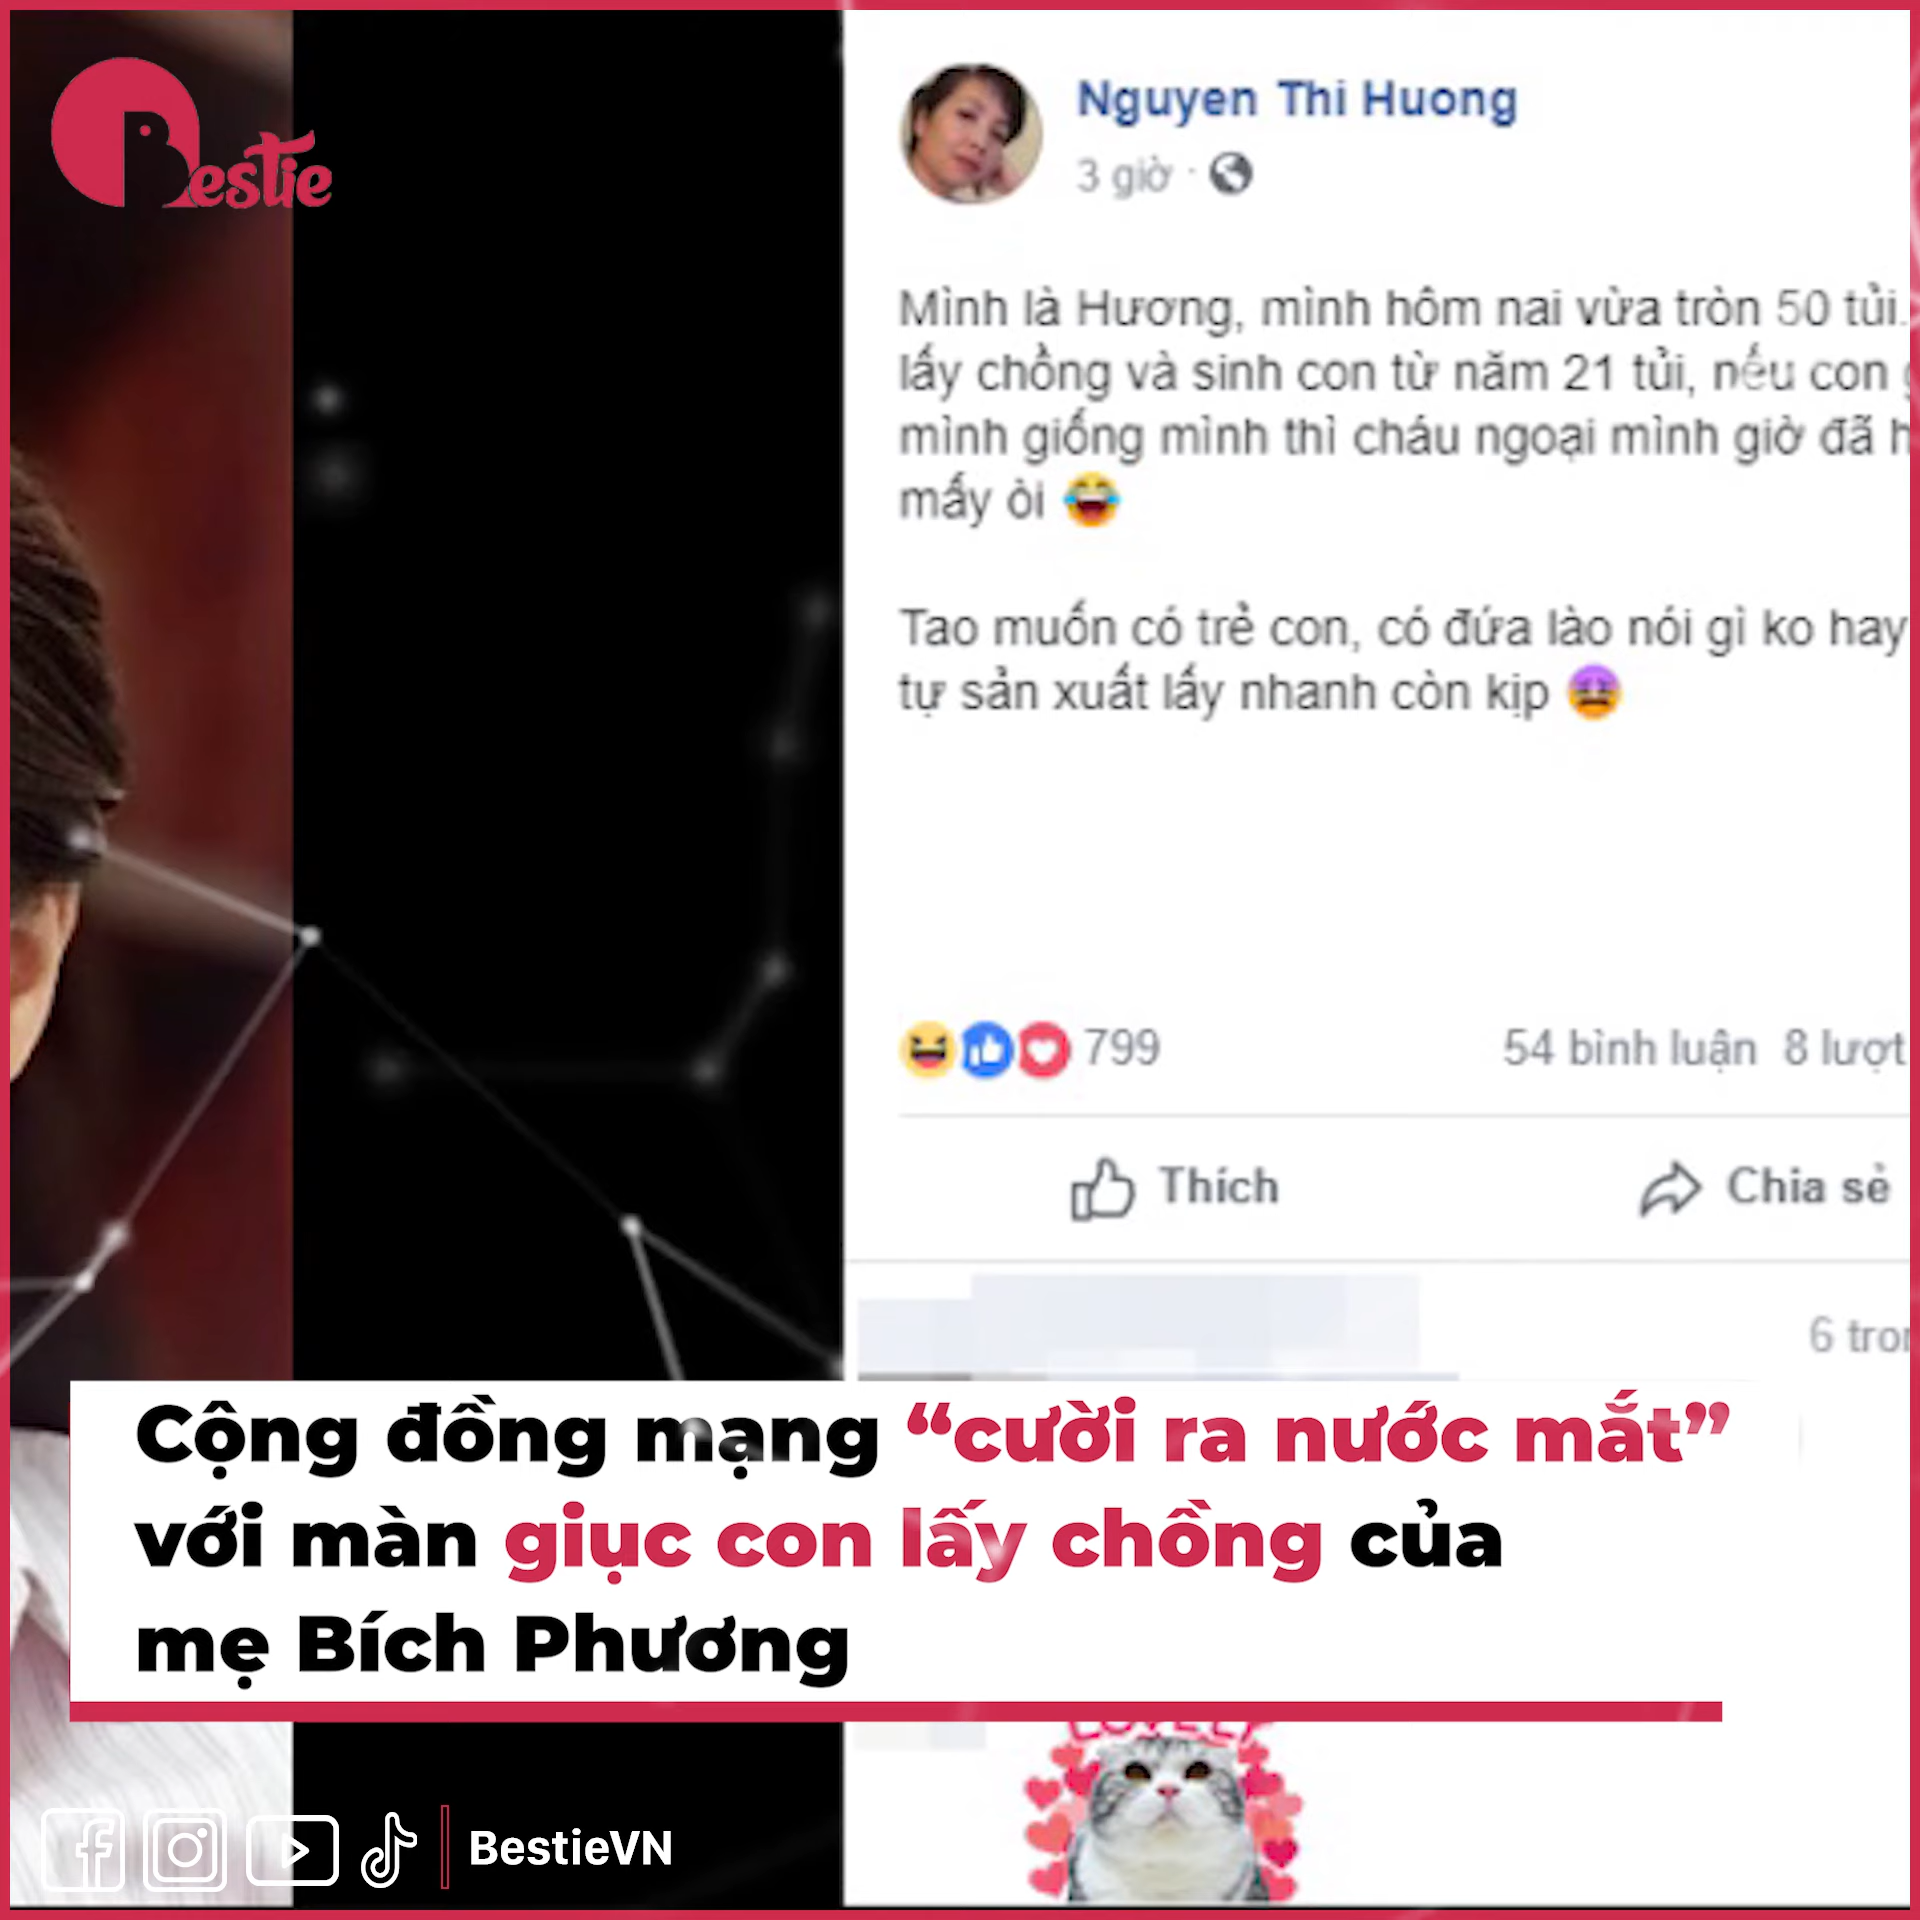 Bestie
Nguyen Thi Huong
3 giờ
Mình là Hương, mình hôm nai vừa tròn 50 tủi.
lấy chồng và sinh con từ năm 21 tủi, nếu con
mình giống mình thì cháu ngoại mình giờ đã
mấy òi
Tao muốn có trẻ con, có đứa lào nói gì ko hay
tự sản xuất lấy nhanh còn kịp
799
54 bình luận 8 lượt
Thích
Chia sẻ
6
Cộng đồng mạng “cười ra nước mắt”
với màn giục con lấy chồng của
mẹ Bích Phương
BestieVN